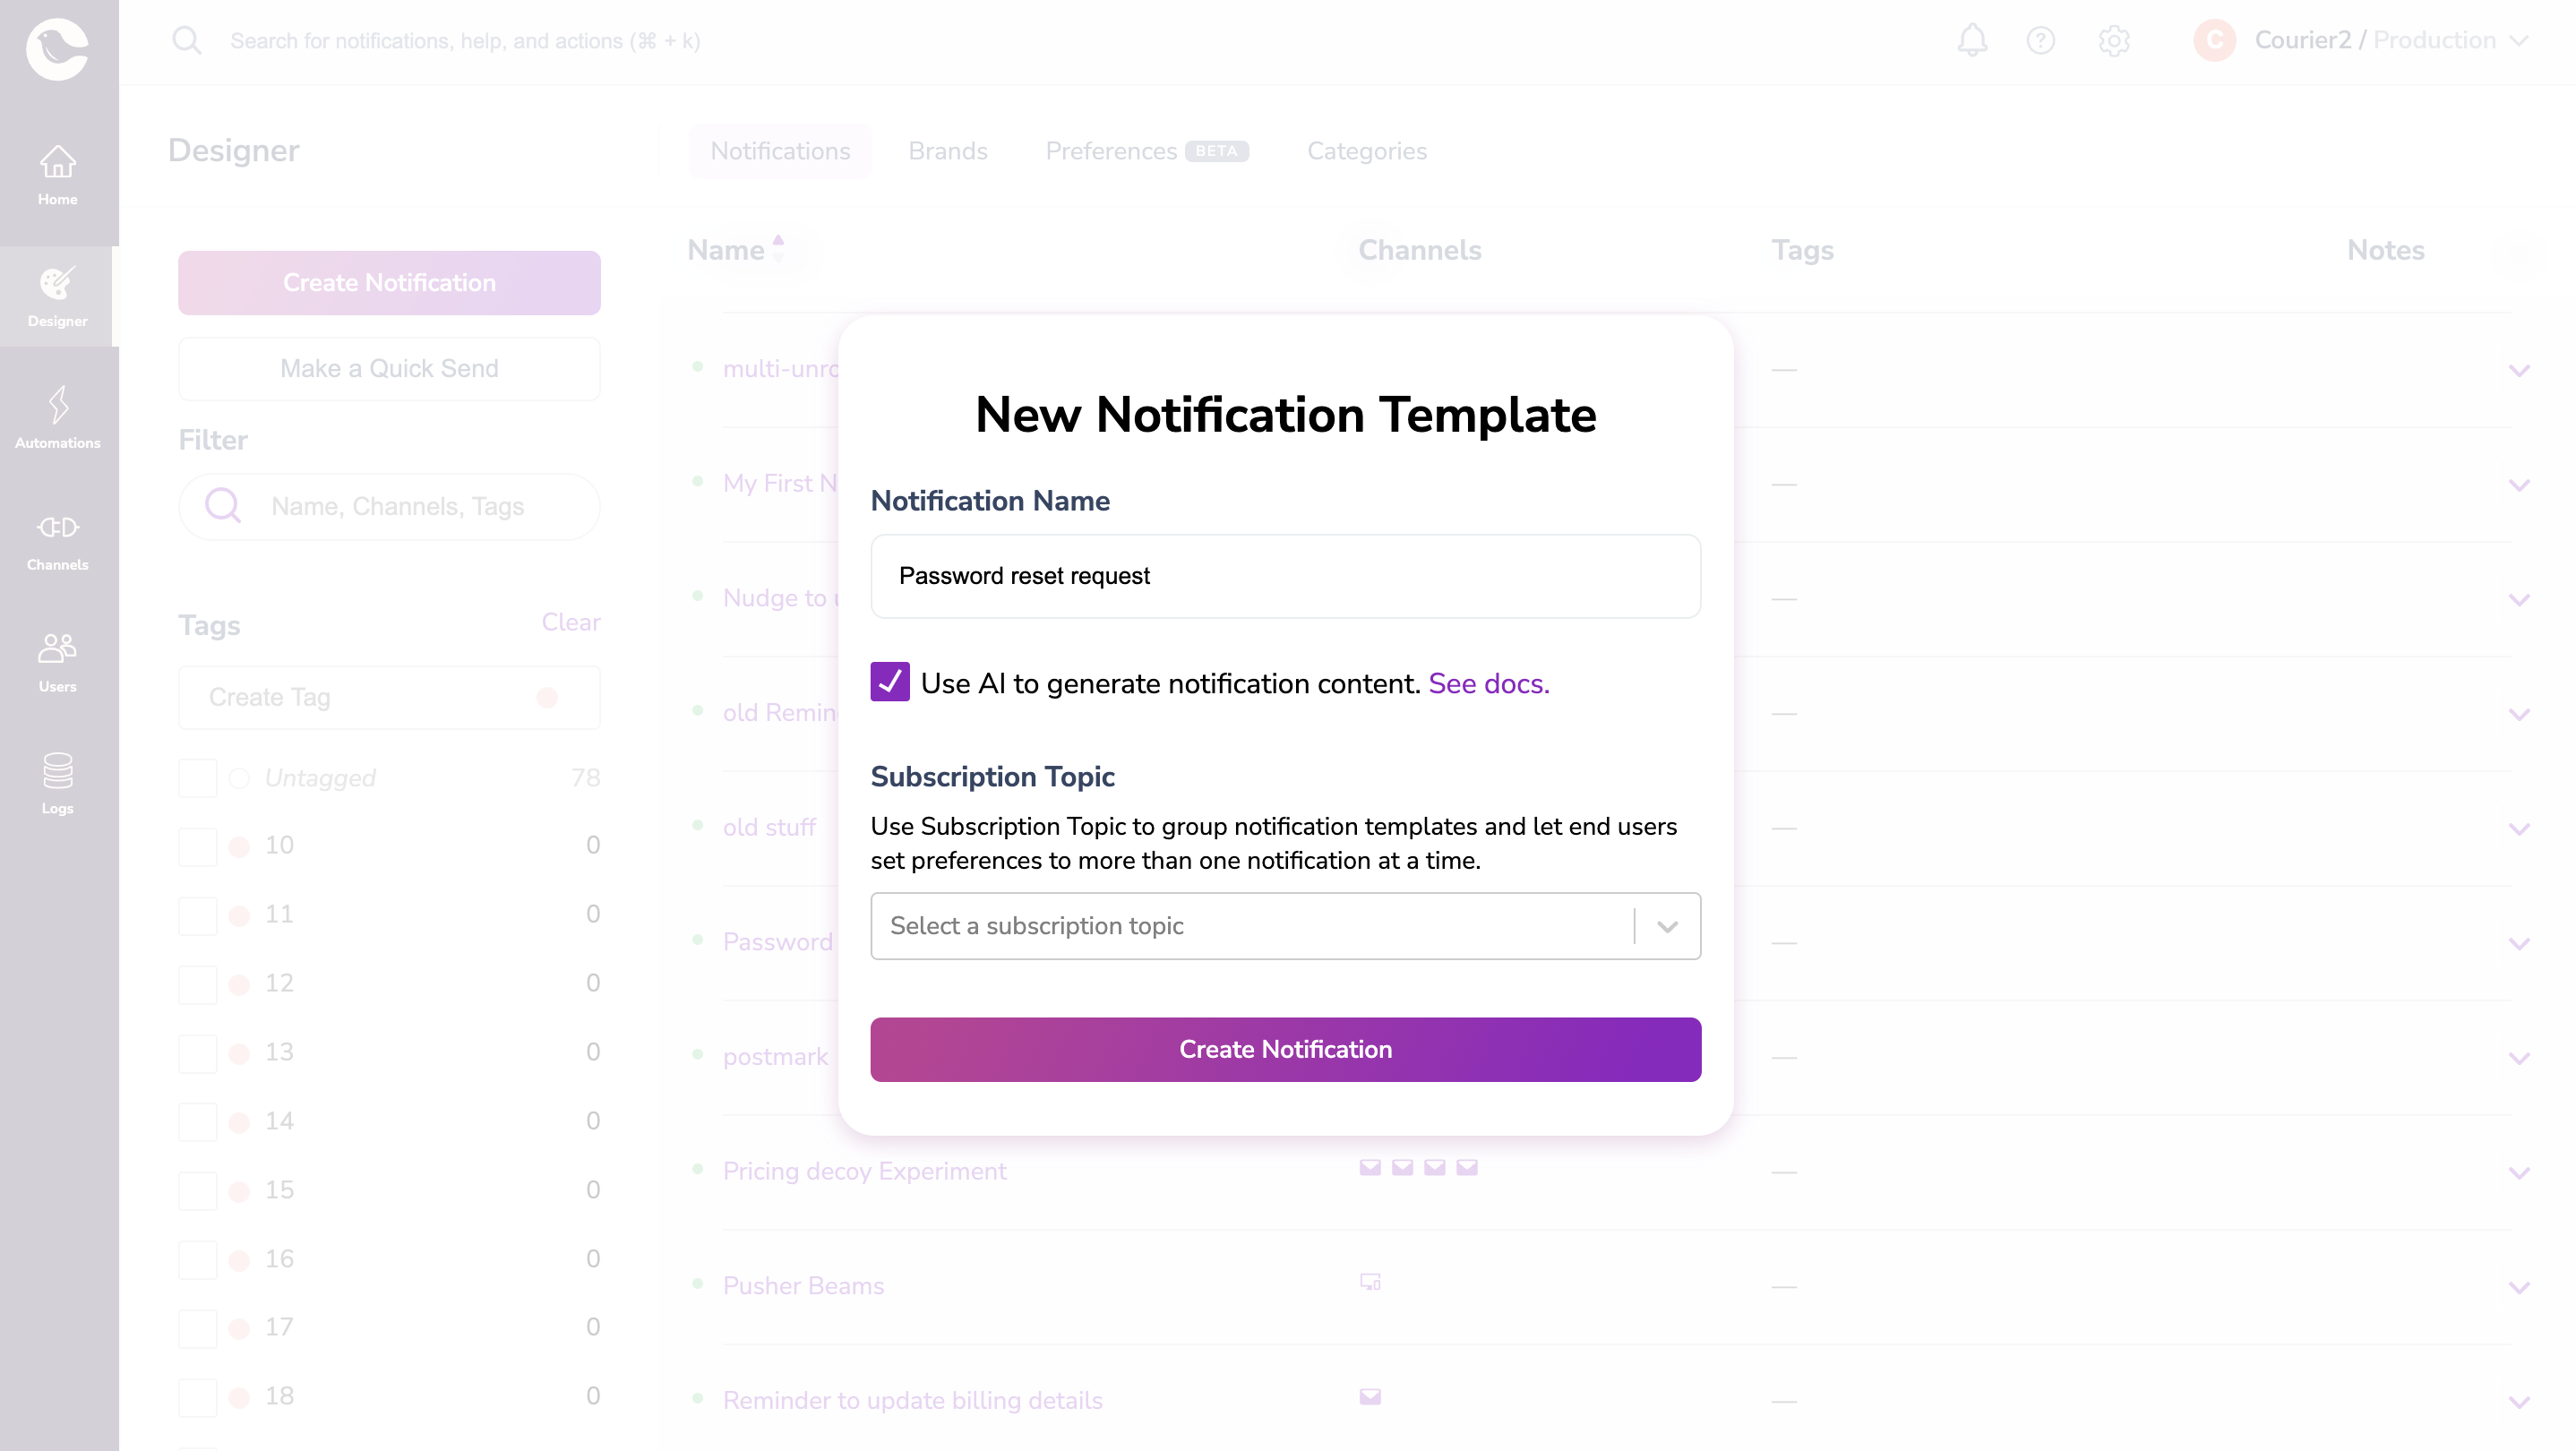 Search for notifications, help, and actions (⌘ + k)
C Courier2 / Production
Home
Designer
Automations
Channels
Users
Logs
Designer
Notifications Brands Preferences BETA Categories
Create Notification
Make a Quick Send
Filter
Name, Channels, Tags
Tags Clear
Create Tag
Untagged 78
10 0
11 0
12 0
13 0
14 0
15 0
16 0
17 0
18 0
Name Channels Tags Notes
multi-unro
—
My First N
—
Nudge to u
—
old Remin
—
old stuff
—
Password
—
postmark
—
Pricing decoy Experiment
—
Pusher Beams
—
Reminder to update billing details
—
New Notification Template
Notification Name
Password reset request
Use AI to generate notification content. See docs.
Subscription Topic
Use Subscription Topic to group notification templates and let end users
set preferences to more than one notification at a time.
Select a subscription topic
Create Notification